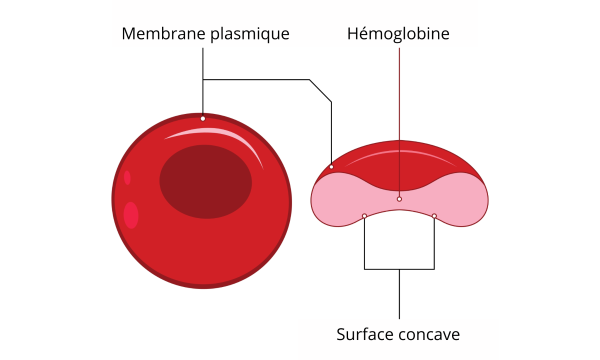 Membrane plasmique
Hémoglobine
Surface concave